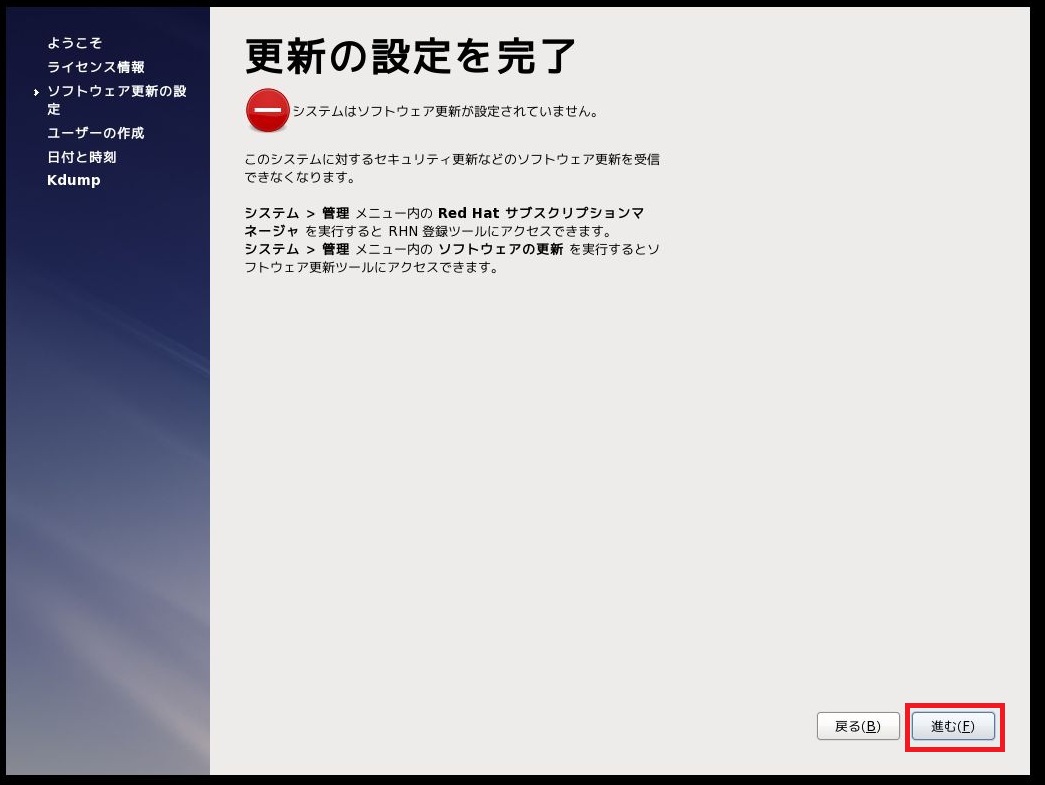 ようこそ
ライセンス情報
ソフトウェア更新の設
定
ユーザーの作成
日付と時刻
Kdump
更新の設定を完了
システムはソフトウェア更新が設定されていません。
このシステムに対するセキュリティ更新などのソフトウェア更新を受信
できなくなります。
システム > 管理 メニュー内の Red Hat サブスクリプションマ
ネージャ を実行すると RHN 登録ツールにアクセスできます。
システム > 管理 メニュー内の ソフトウェアの更新 を実行するとソ
フトウェア更新ツールにアクセスできます。
戻る(B)
進む(F)